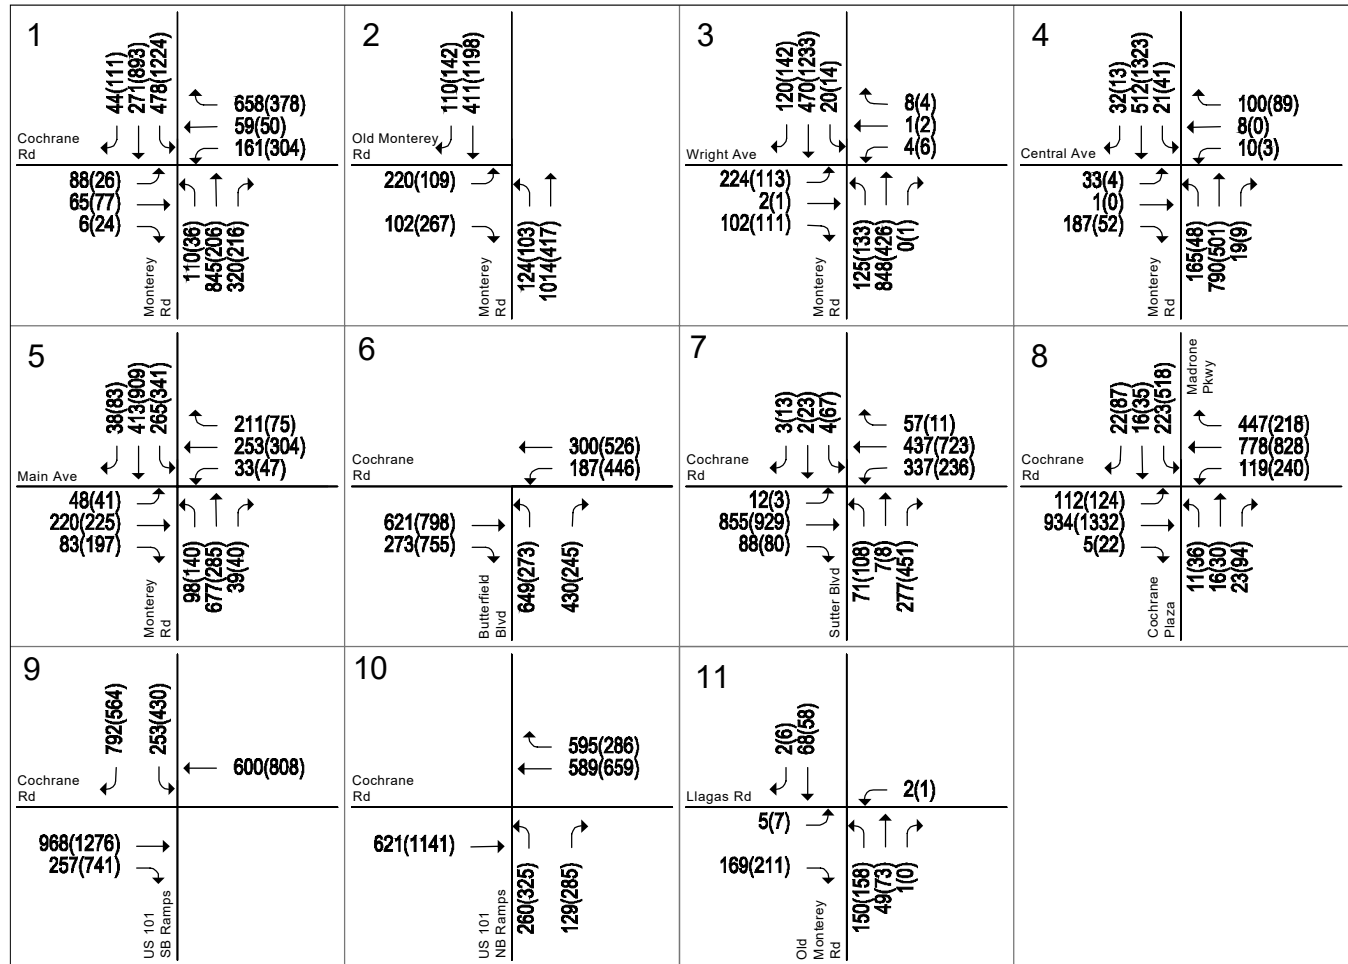 1
44(111)
271(893)
478(1224)
658(378)
59(50)
161(304)
Cochrane
Rd
88(26)
65(77)
6(24)
110(36)
845(206)
320(216)
Monterey
Rd
2
110(142)
411(1198)
Old Monterey
Rd
220(109)
102(267)
124(103)
1014(417)
Monterey
Rd
3
120(142)
470(1233)
20(14)
8(4)
1(2)
4(6)
Wright Ave
224(113)
2(1)
102(111)
125(133)
848(426)
0(1)
Monterey
Rd
4
32(13)
512(1323)
21(41)
100(89)
8(0)
10(3)
Central Ave
33(4)
1(0)
187(52)
165(48)
790(501)
19(9)
Monterey
Rd
5
38(83)
413(909)
265(341)
211(75)
253(304)
33(47)
Main Ave
48(41)
220(225)
83(197)
98(140)
677(285)
39(40)
Monterey
Rd
6
300(526)
187(446)
Cochrane
Rd
621(798)
273(755)
649(273)
430(245)
Butterfield
Blvd
7
3(13)
2(23)
4(67)
57(11)
437(723)
337(236)
Cochrane
Rd
12(3)
855(929)
88(80)
71(108)
7(8)
277(451)
Sutter Blvd
8
22(87)
16(35)
223(518)
Madrone
Pkwy
447(218)
778(828)
119(240)
Cochrane
Rd
112(124)
934(1332)
5(22)
11(36)
16(30)
23(94)
Cochrane
Plaza
9
792(564)
253(430)
600(808)
Cochrane
Rd
968(1276)
257(741)
US 101
SB Ramps
10
595(286)
589(659)
Cochrane
Rd
621(1141)
260(325)
129(285)
US 101
NB Ramps
11
2(6)
68(58)
2(1)
Llagas Rd
5(7)
169(211)
150(158)
49(73)
1(0)
Old
Monterey
Rd